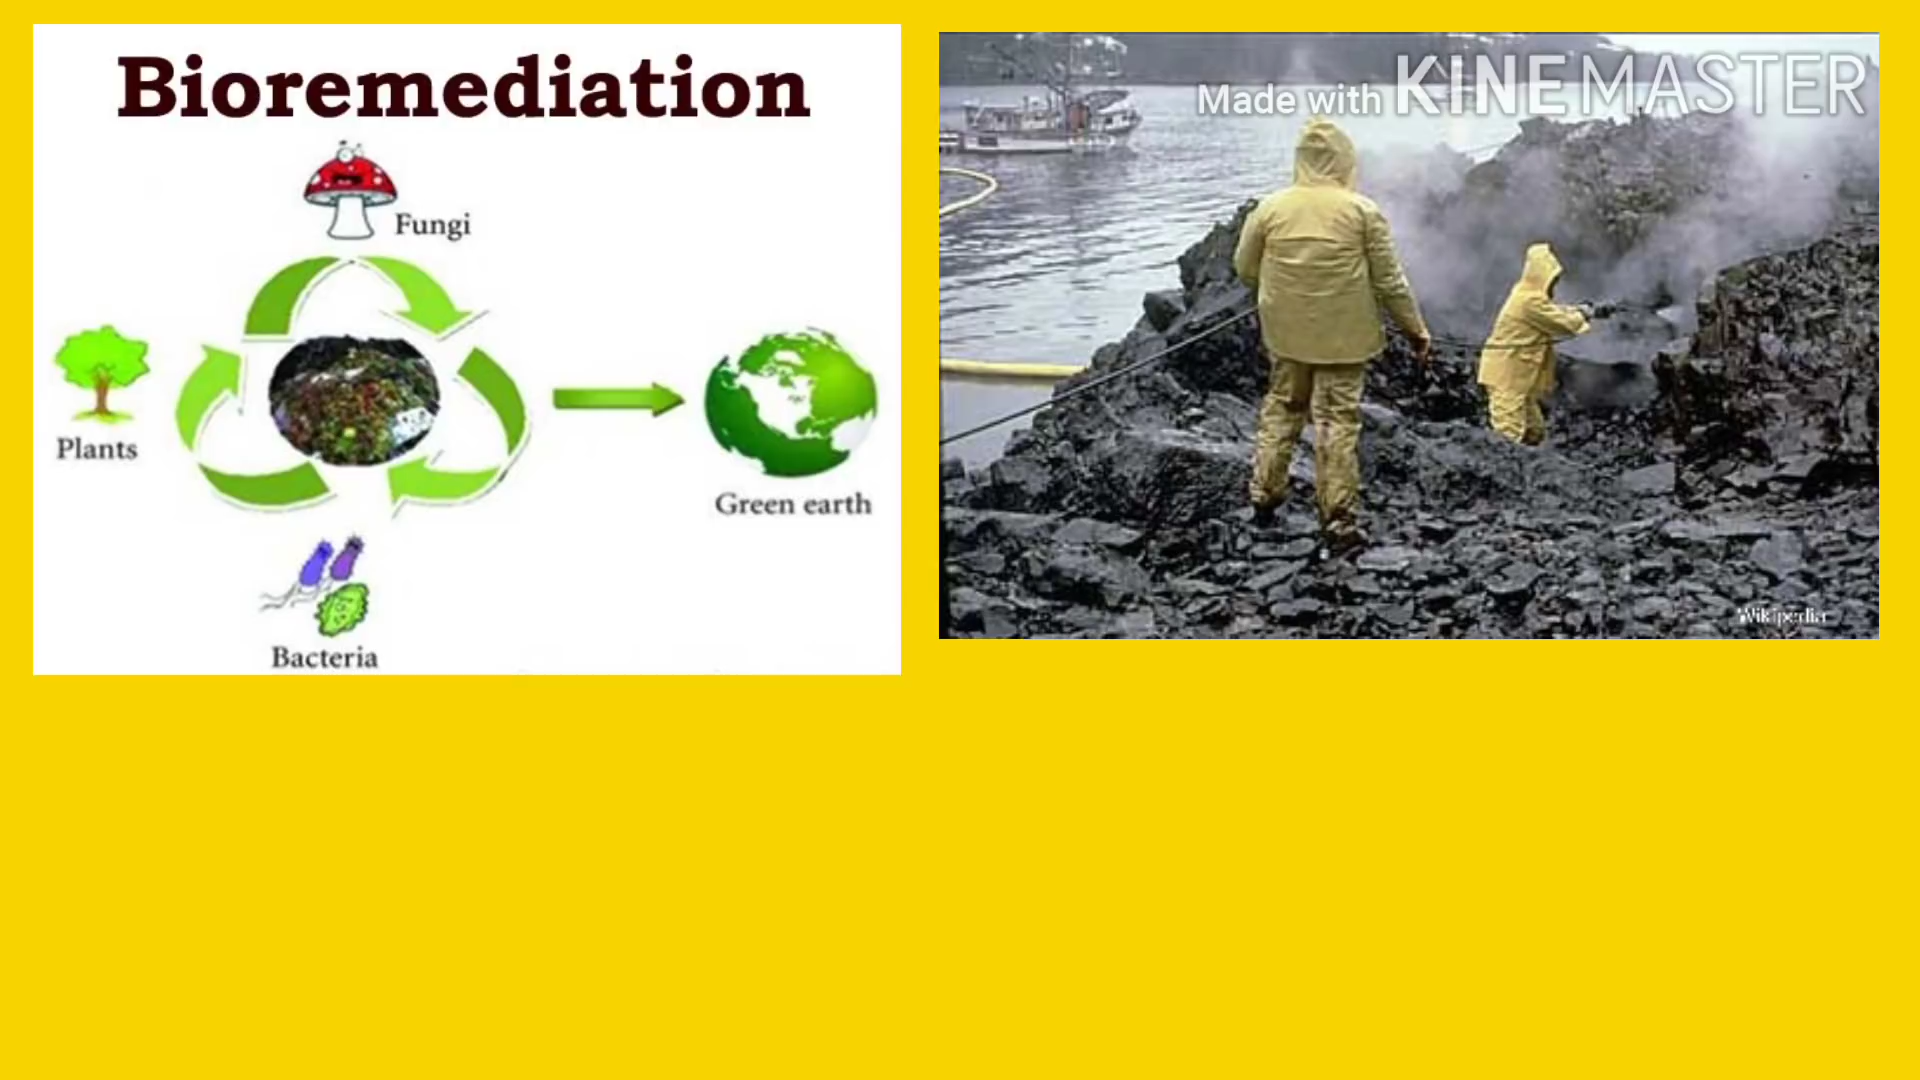 Bioremediation
Fungi
Plants
Green earth
Bacteria
Made with KINEMASTER
Wikipedia